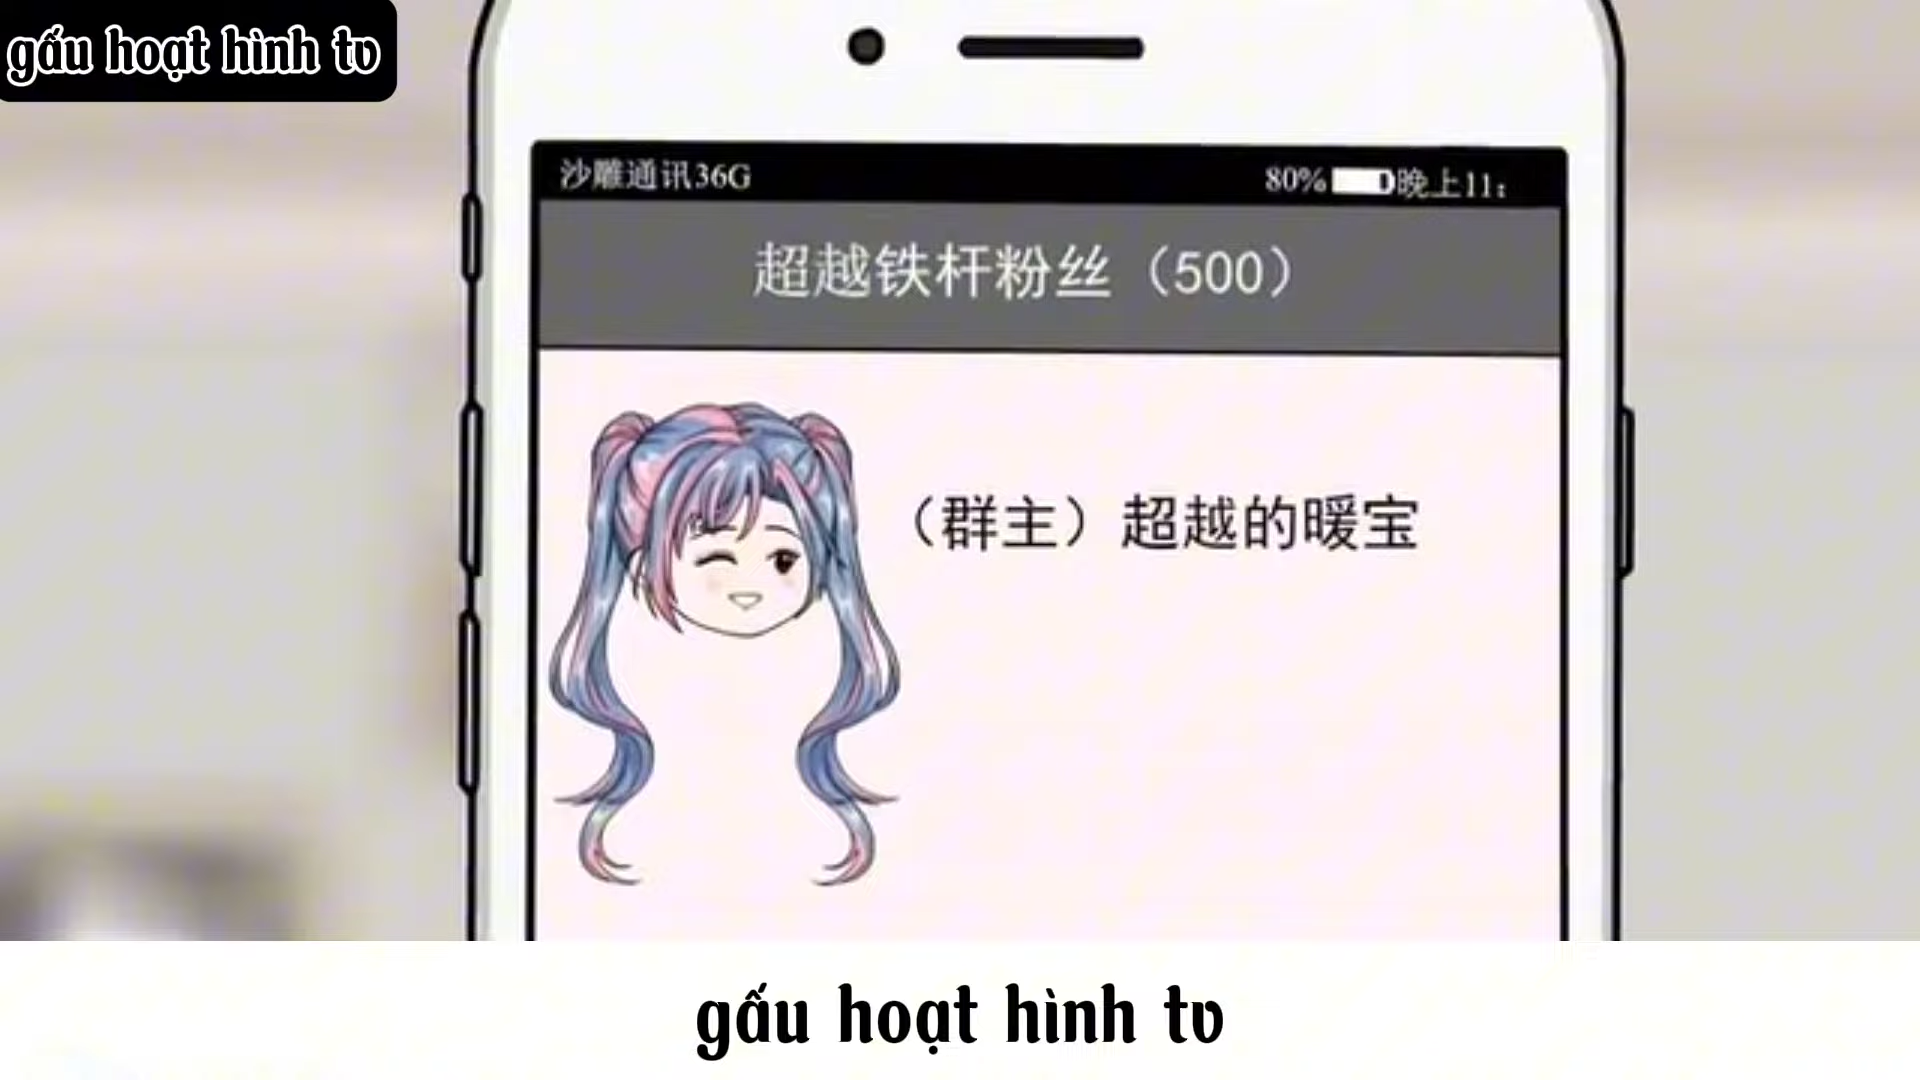 gấu hoạt hình tv
沙雕通讯36G
80% 晚上11:
超越铁杆粉丝（500）
（群主）超越的暖宝
gấu hoạt hình tv